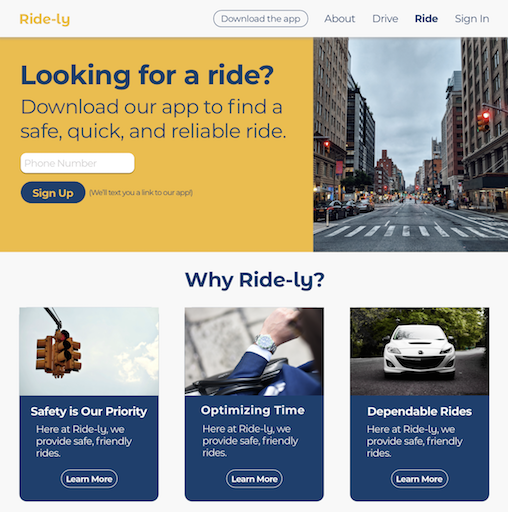 Ride-ly
Download the app
About
Drive
Ride
Sign In
Looking for a ride?
Download our app to find a
safe, quick, and reliable ride.
Phone Number
Sign Up
(We'll text you a link to our app!)
Why Ride-ly?
Safety is Our Priority
Here at Ride-ly, we
provide safe, friendly
rides.
Learn More
Optimizing Time
Here at Ride-ly, we
provide safe, friendly
rides.
Learn More
Dependable Rides
Here at Ride-ly, we
provide safe, friendly
rides.
Learn More